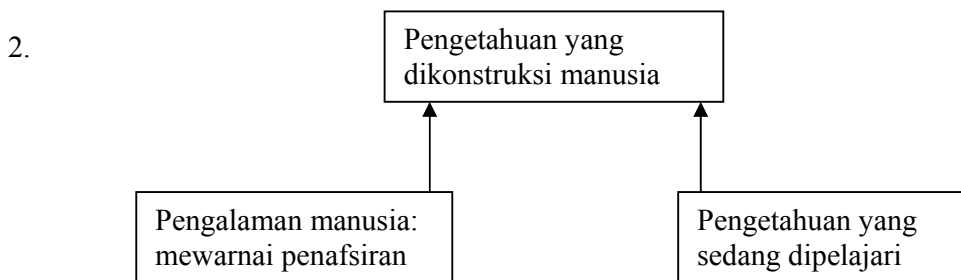 2.
Pengetahuan yang
dikonstruksi manusia
Pengalaman manusia:
mewarnai penafsiran
Pengetahuan yang
sedang dipelajari